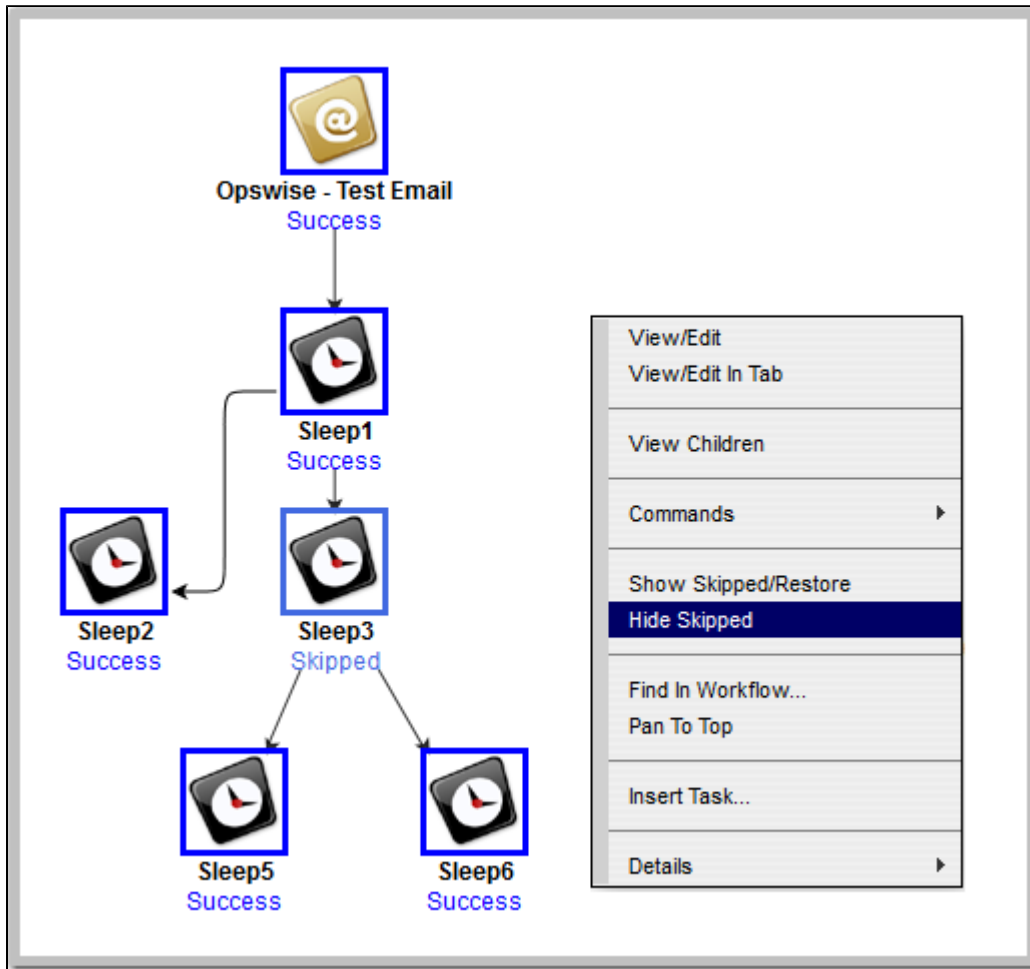 @
Opswise - Test Email
Success
Sleep1
Success
Sleep2
Success
Sleep3
Skipped
Sleep5
Success
Sleep6
Success
View/Edit
View/Edit In Tab
View Children
Commands
Show Skipped/Restore
Hide Skipped
Find In Workflow...
Pan To Top
Insert Task...
Details